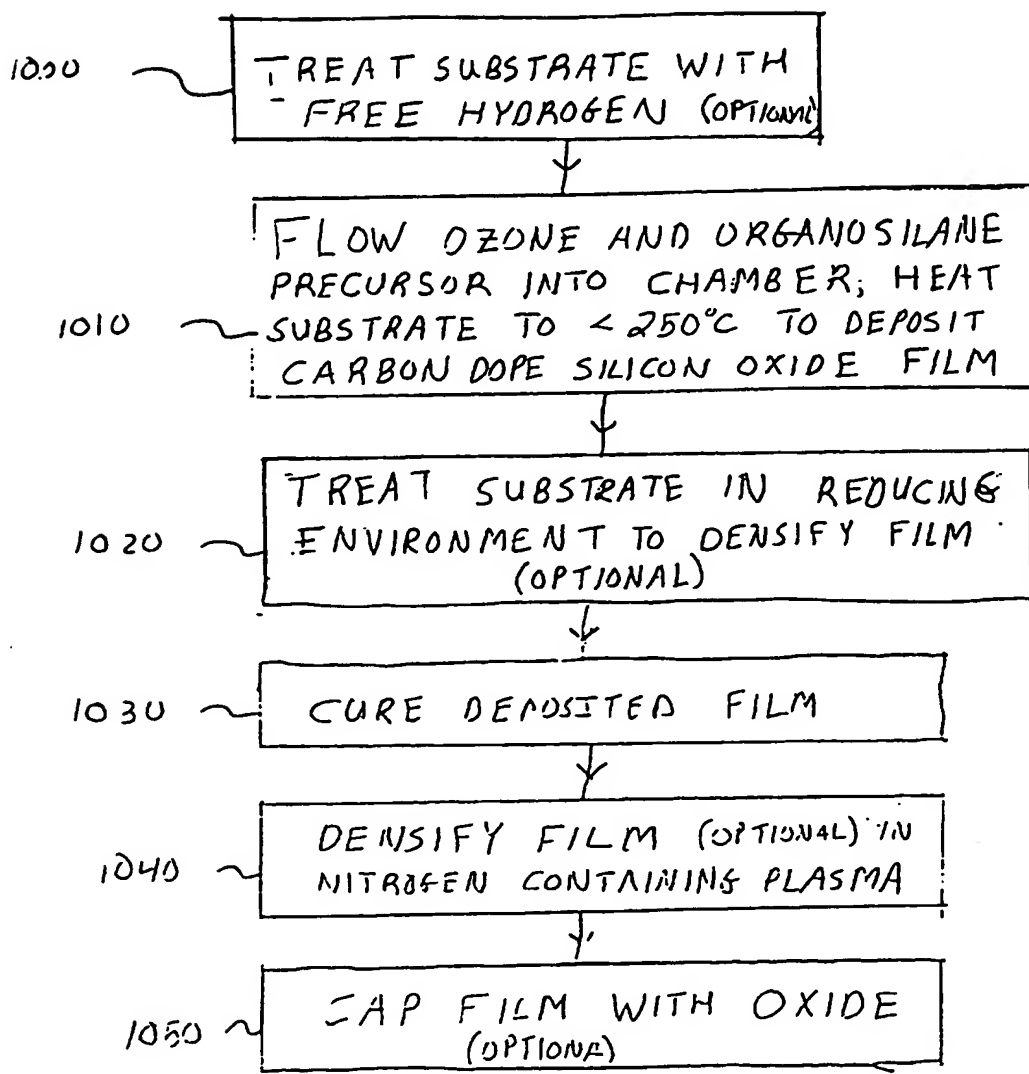 1000
TREAT SUBSTRATE WITH
FREE HYDROGEN (OPTIONAL)
FLOW OZONE AND ORGANOSILANE
PRECURSOR INTO CHAMBER; HEAT
1010
SUBSTRATE TO < 250°C TO DEPOSIT
CARBON DOPE SILICON OXIDE FILM
TREAT SUBSTRATE IN REDUCING
1020
ENVIRONMENT TO DENSIFY FILM
(OPTIONAL)
1030
CURE DEPOSITED FILM
DENSIFY FILM (OPTIONAL) IN
1040
NITROGEN CONTAINING PLASMA
CAP FILM WITH OXIDE
1050
(OPTIONAL)